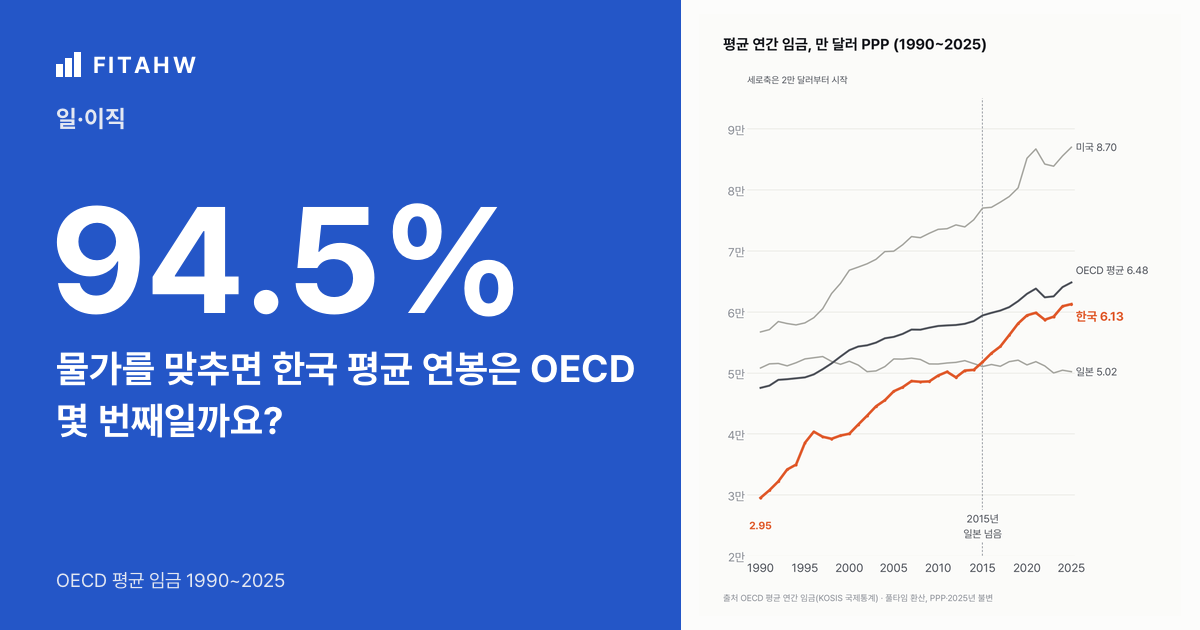 FITAHW
일·이직
94.5%
물가를 맞추면 한국 평균 연봉은 OECD
몇 번째일까요?
OECD 평균 임금 1990~2025
평균 연간 임금, 만 달러 PPP (1990~2025)
세로축은 2만 달러부터 시작
9만
8만
7만
6만
5만
4만
3만
2만
미국 8.70
OECD 평균 6.48
한국 6.13
일본 5.02
2.95
2015년
일본 넘음
1990 1995 2000 2005 2010 2015 2020 2025
출처 OECD 평균 연간 임금(KOSIS 국제통계) · 풀타임 환산, PPP·2025년 불변